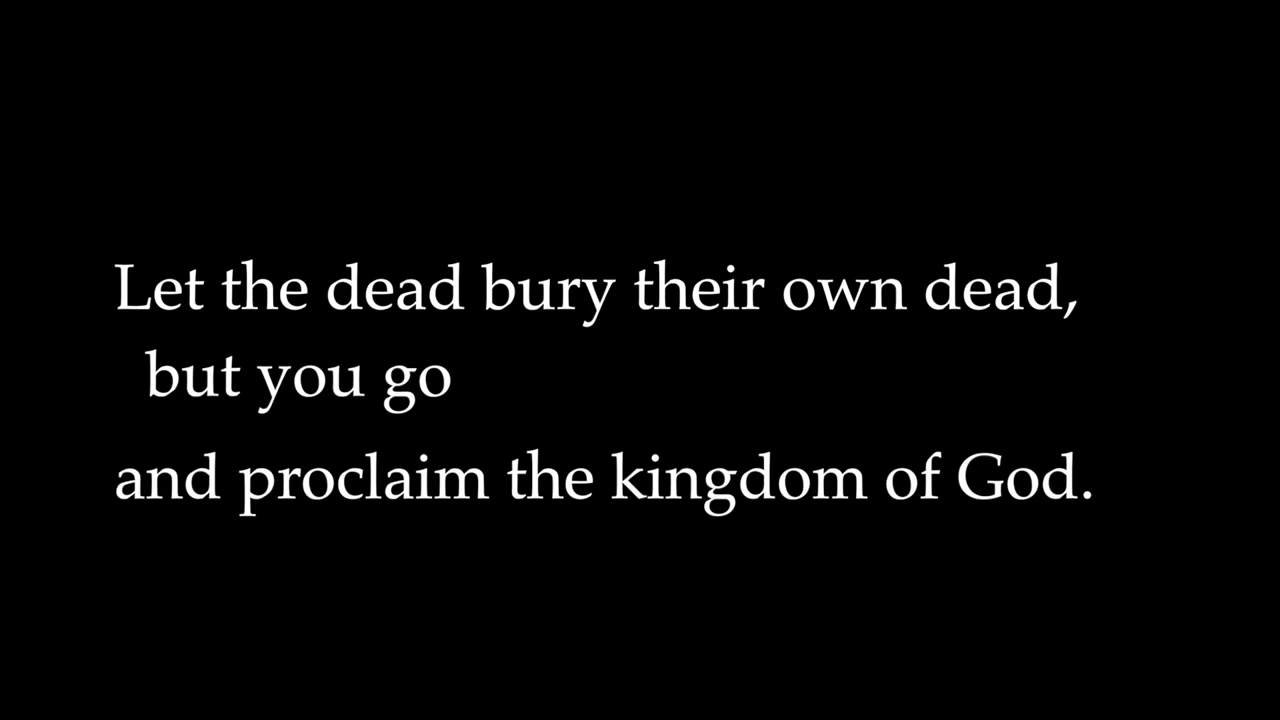 Let the dead bury their own dead,
but you go
and proclaim the kingdom of God.